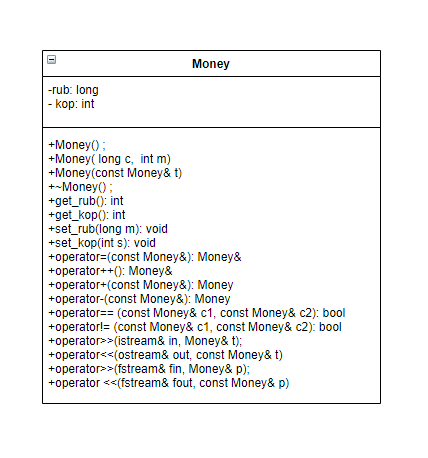 Money
-rub: long
- kop: int
+Money() ;
+Money( long c, int m)
+Money(const Money& t)
+~Money() ;
+get_rub(): int
+get_kop(): int
+set_rub(long m): void
+set_kop(int s): void
+operator=(const Money&): Money&
+operator++(): Money&
+operator+(const Money&): Money
+operator-(const Money&): Money
+operator== (const Money& c1, const Money& c2): bool
+operator!= (const Money& c1, const Money& c2): bool
+operator>>(istream& in, Money& t);
+operator<<(ostream& out, const Money& t)
+operator>>(fstream& fin, Money& p);
+operator <<(fstream& fout, const Money& p)